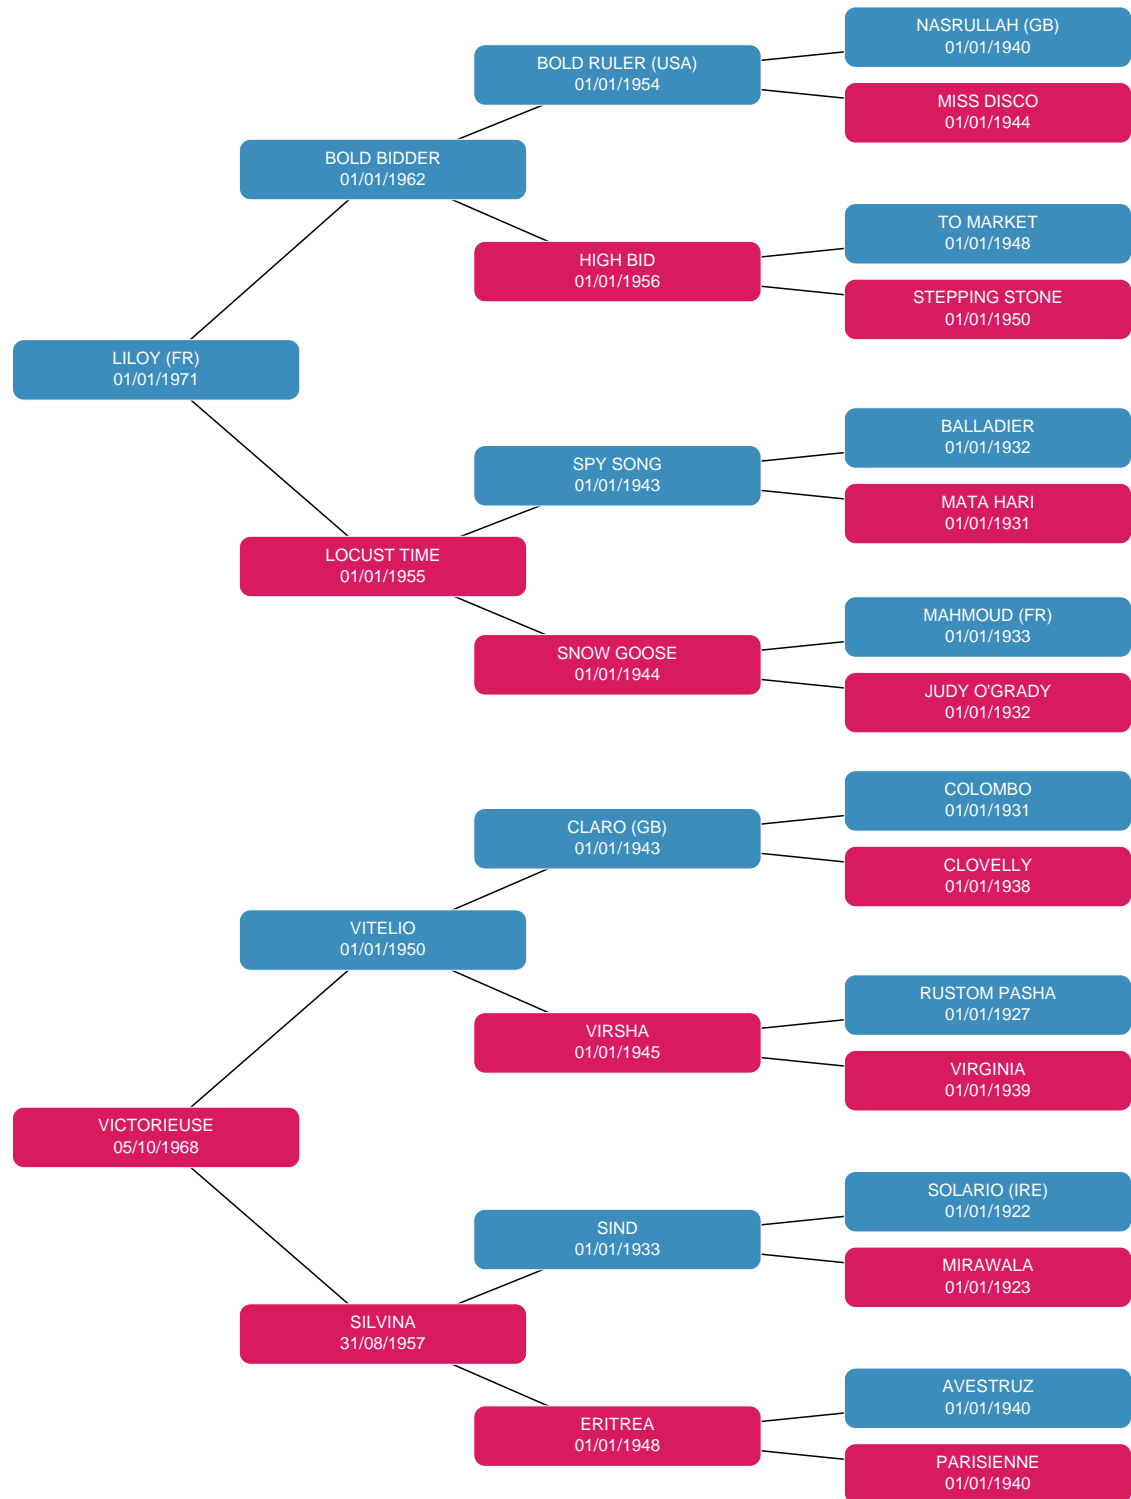 NASRULLAH (GB)
01/01/1940
BOLD RULER (USA)
01/01/1954
MISS DISCO
01/01/1944
BOLD BIDDER
01/01/1962
TO MARKET
01/01/1948
HIGH BID
01/01/1956
STEPPING STONE
01/01/1950
LILOY (FR)
01/01/1971
BALLADIER
01/01/1932
SPY SONG
01/01/1943
MATA HARI
01/01/1931
LOCUST TIME
01/01/1955
MAHMOUD (FR)
01/01/1933
SNOW GOOSE
01/01/1944
JUDY O'GRADY
01/01/1932
COLOMBO
01/01/1931
CLARO (GB)
01/01/1943
CLOVELLY
01/01/1938
VITELIO
01/01/1950
RUSTOM PASHA
01/01/1927
VIRSHA
01/01/1945
VIRGINIA
01/01/1939
VICTORIEUSE
05/10/1968
SOLARIO (IRE)
01/01/1922
SIND
01/01/1933
MIRAWALA
01/01/1923
SILVINA
31/08/1957
AVESTRUZ
01/01/1940
ERITREA
01/01/1948
PARISIENNE
01/01/1940